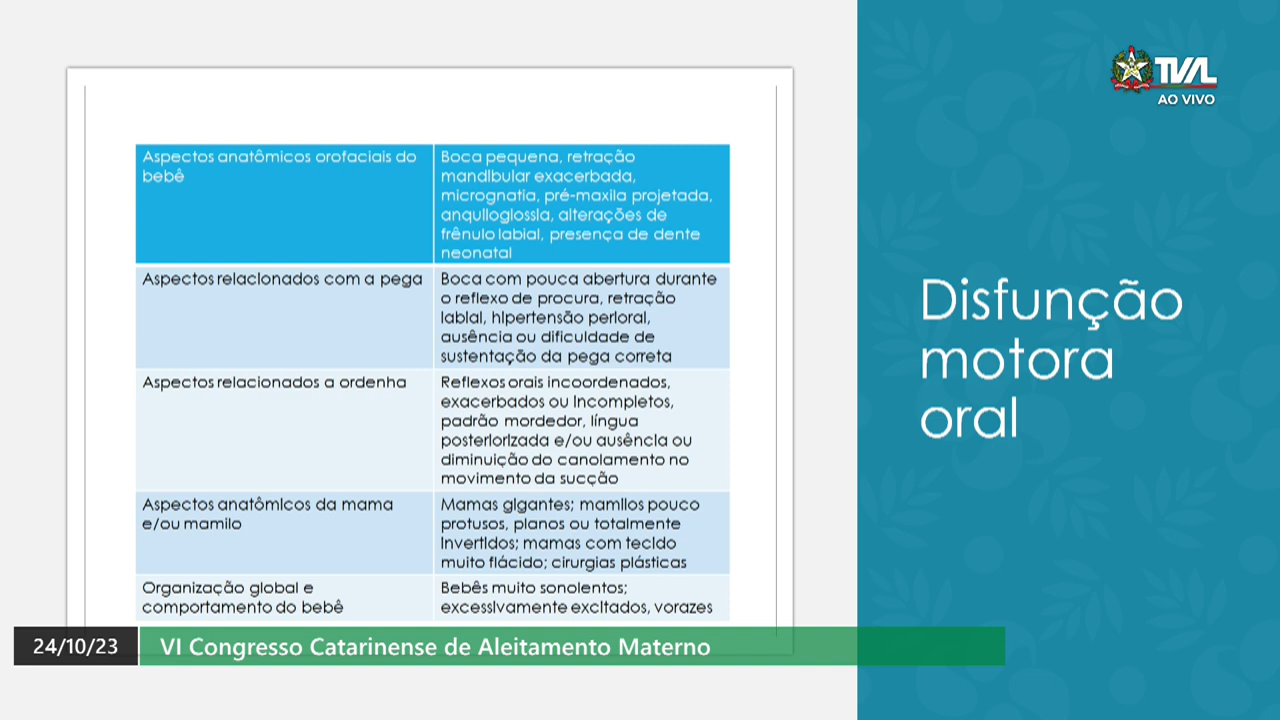 TVAL
AO VIVO
Aspectos anatômicos orofaciais do
bebê
Boca pequena, retração
mandibular exacerbada,
micrognatia, pré-maxila projetada,
anquiloglossia, alterações de
frênulo labial, presença de dente
neonatal
Aspectos relacionados com a pega
Boca com pouca abertura durante
o reflexo de procura, retração
labial, hipertensão perioral,
ausência ou dificuldade de
sustentação da pega correta
Aspectos relacionados a ordenha
Reflexos orais incoordenados,
exacerbados ou incompletos,
padrão mordedor, língua
posteriorizada e/ou ausência ou
diminuição do canolamento no
movimento da sucção
Aspectos anatômicos da mama
e/ou mamilo
Mamas gigantes; mamilos pouco
protusos, planos ou totalmente
invertidos; mamas com tecido
muito flácido; cirurgias plásticas
Organização global e
comportamento do bebê
Bebês muito sonolentos;
excessivamente excitados, vorazes
Disfunção
motora
oral
24/10/23
VI Congresso Catarinense de Aleitamento Materno